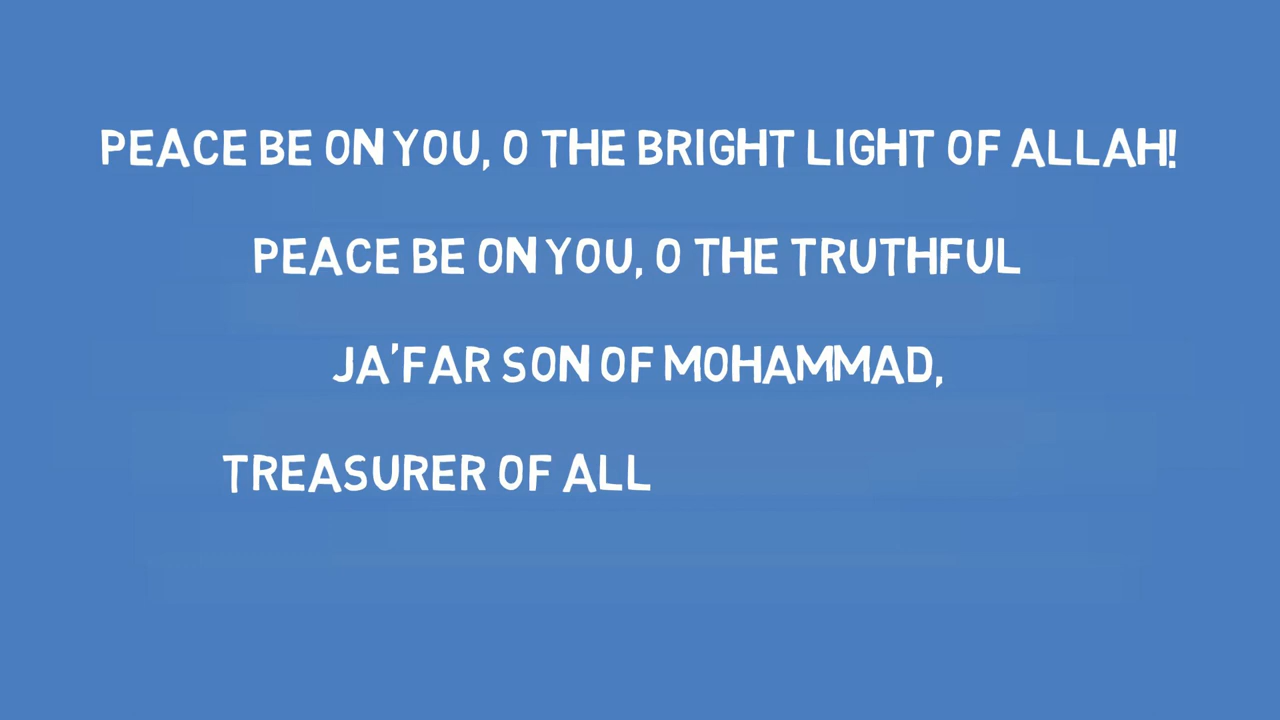 PEACE BE ON YOU, O THE BRIGHT LIGHT OF ALLAH!
PEACE BE ON YOU, O THE TRUTHFUL
JA'FAR SON OF MOHAMMAD,
TREASURER OF ALL